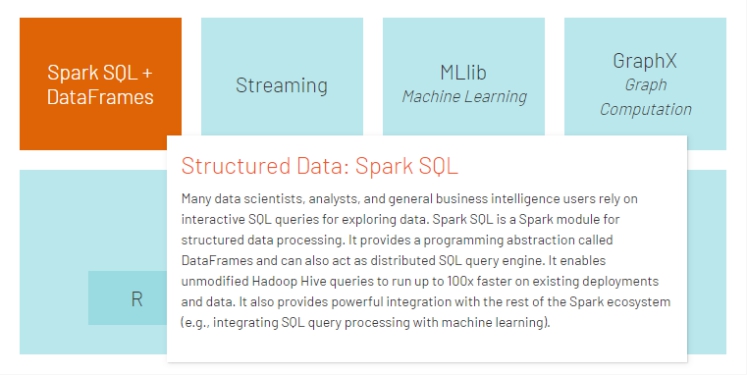 Spark SQL +
DataFrames
Streaming
MLlib
Machine Learning
GraphX
Graph
Computation
Structured Data: Spark SQL
Many data scientists, analysts, and general business intelligence users rely on
interactive SQL queries for exploring data. Spark SQL is a Spark module for
structured data processing. It provides a programming abstraction called
DataFrames and can also act as distributed SQL query engine. It enables
unmodified Hadoop Hive queries to run up to 100x faster on existing deployments
and data. It also provides powerful integration with the rest of the Spark ecosystem
(e.g., integrating SQL query processing with machine learning).
R